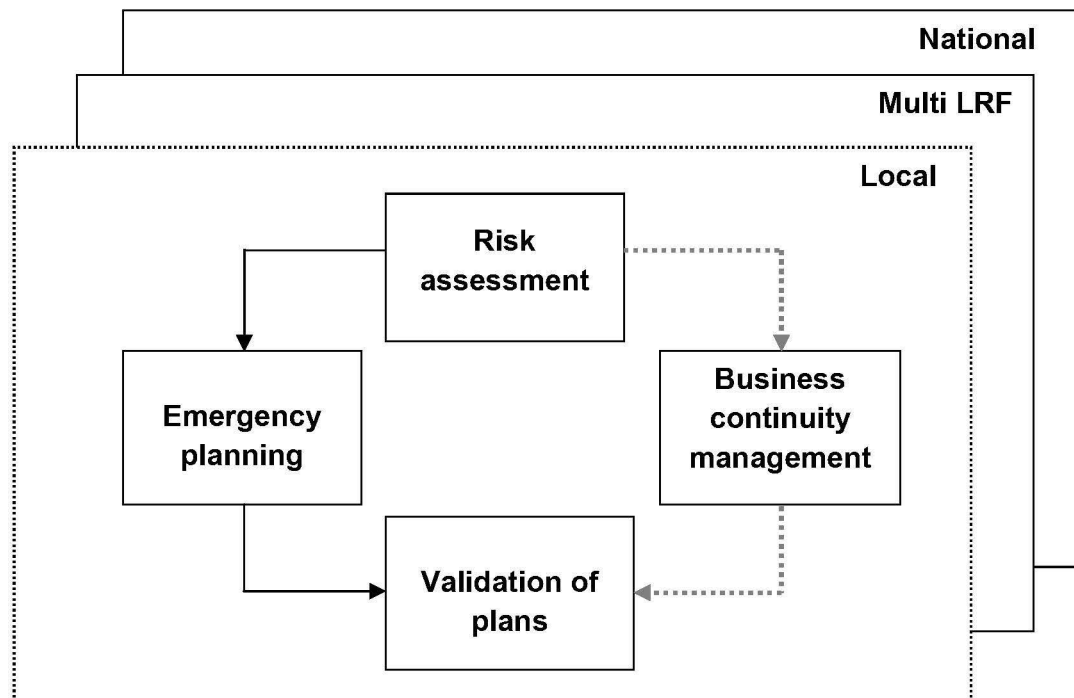 National
Multi LRF
Local
Risk
assessment
Emergency
planning
Business
continuity
management
Validation of
plans